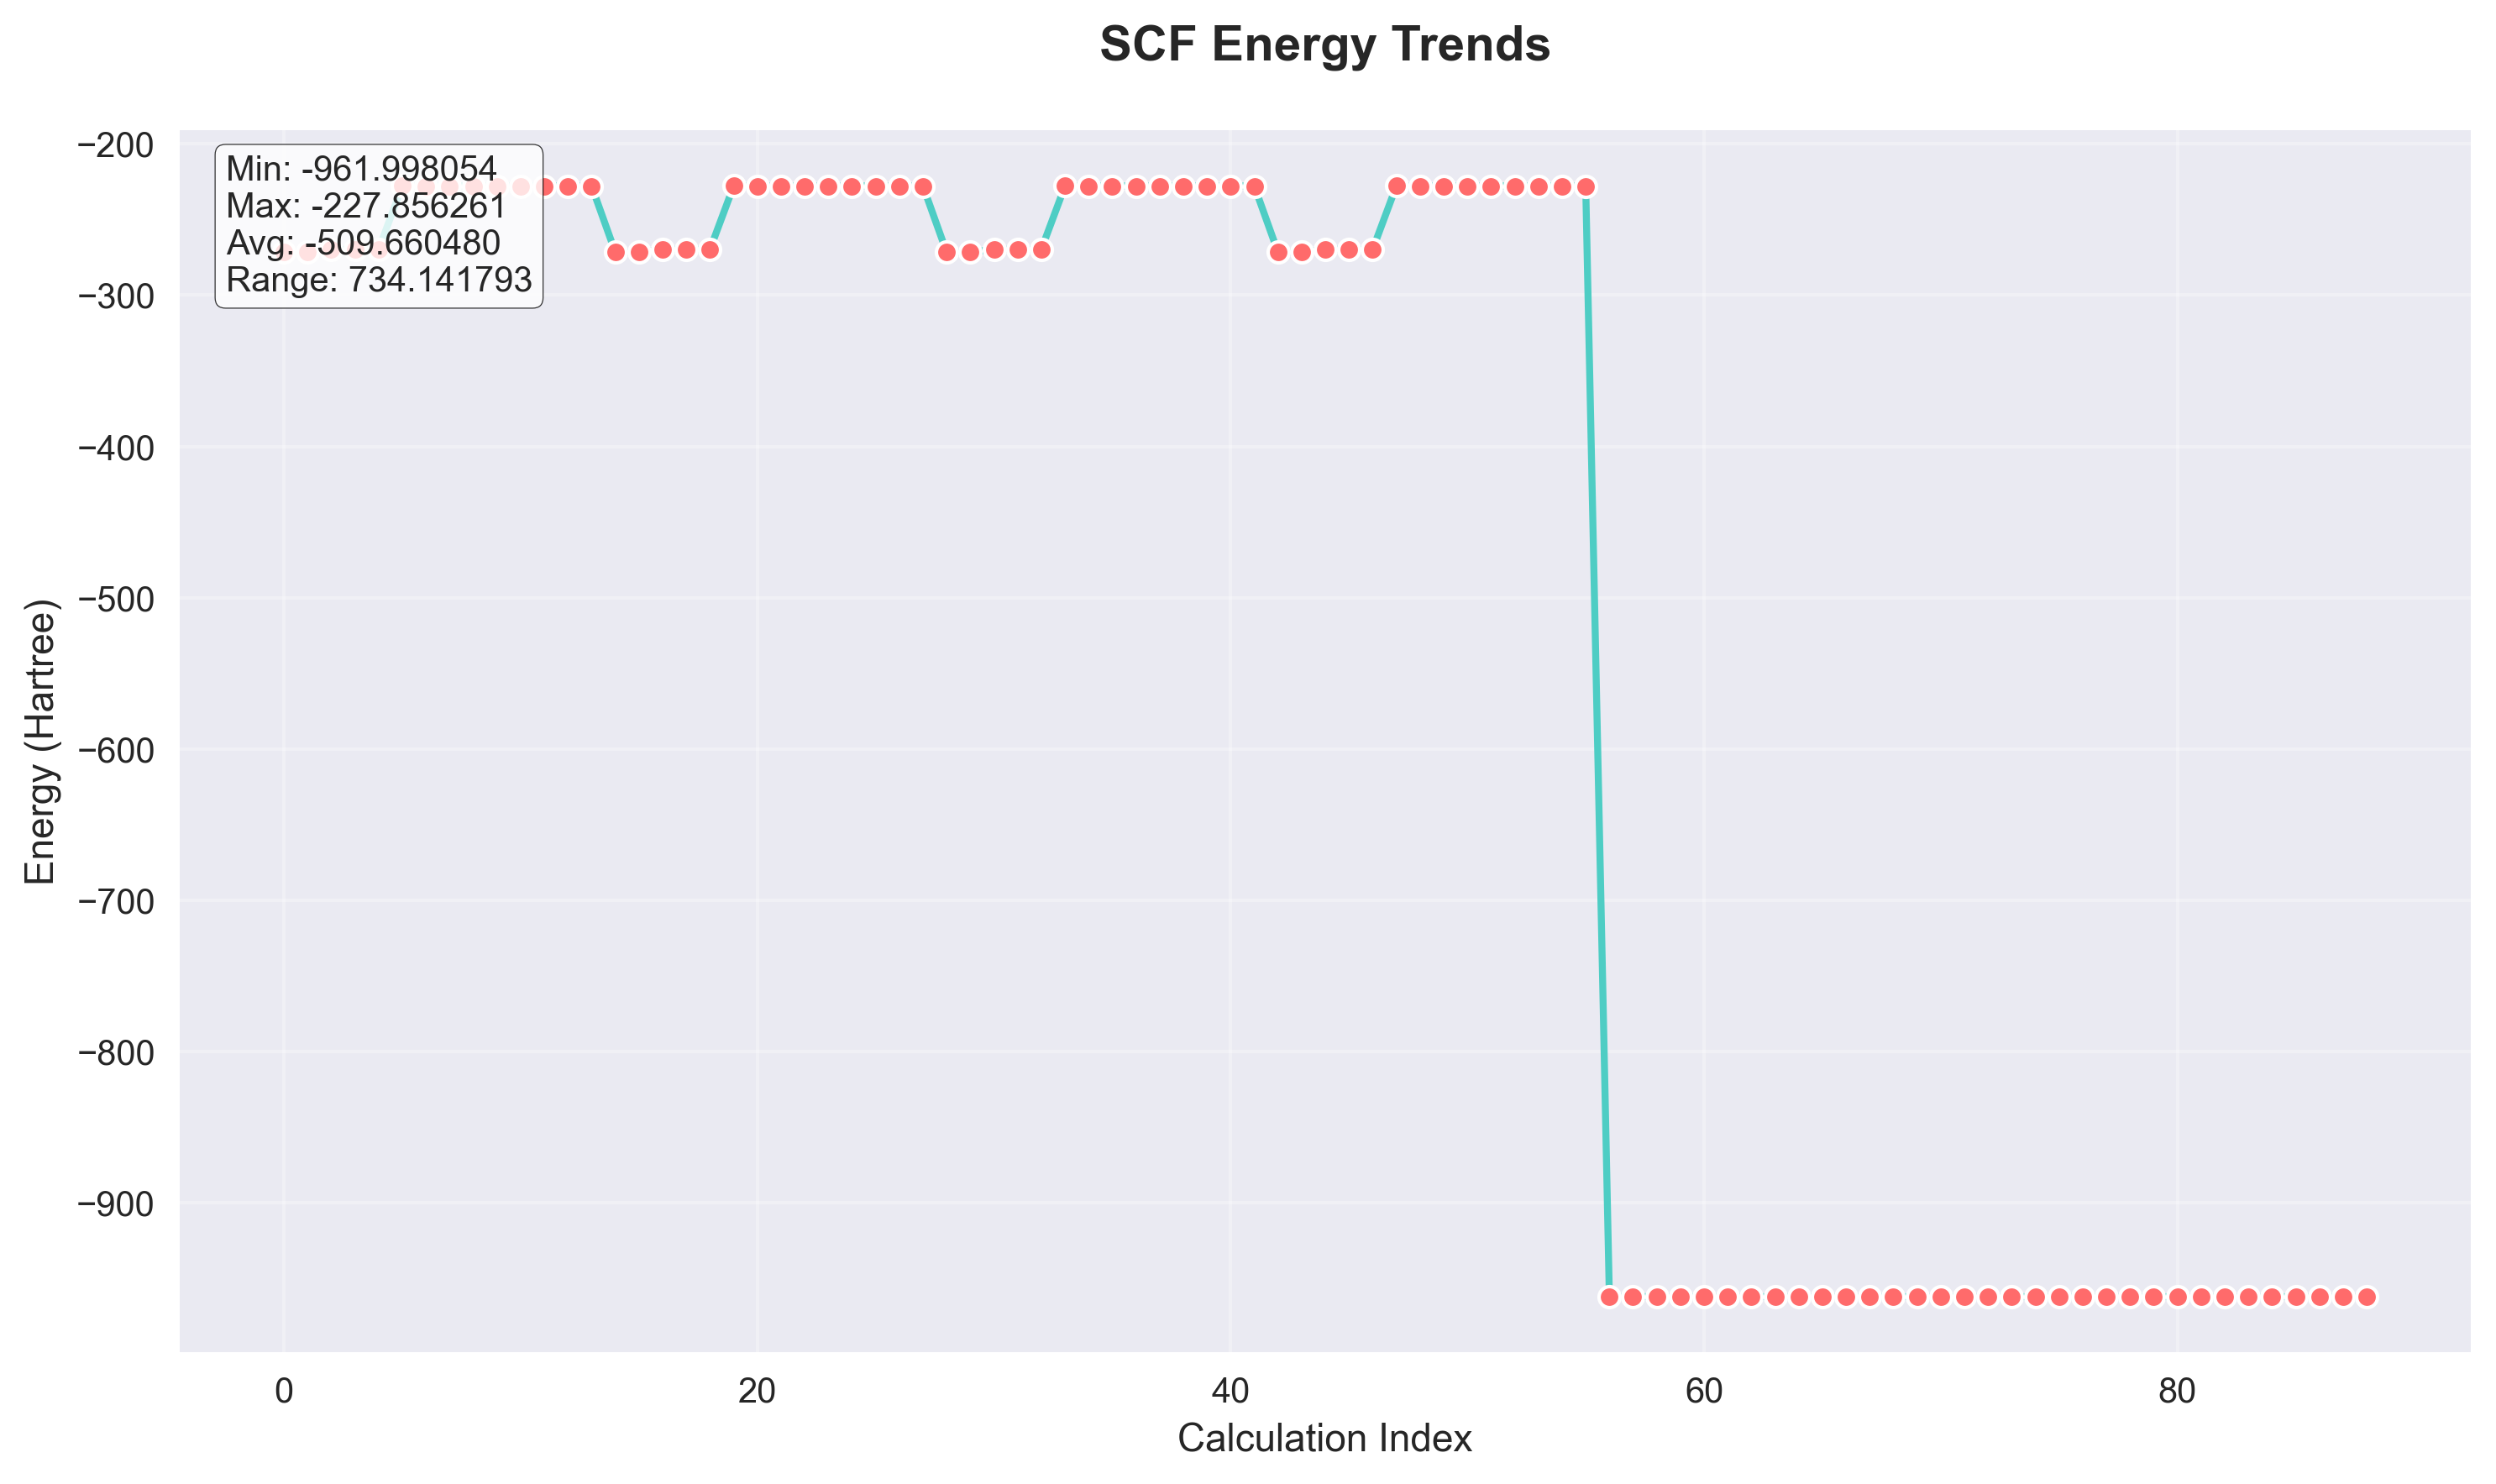 SCF Energy Trends
−200
Min: -961.998054
Max: -227.856261
Avg: -509.660480
Range: 734.141793
−300
−400
−500
−600
−700
−800
−900
Energy (Hartree)
0 20 40 60 80
Calculation Index